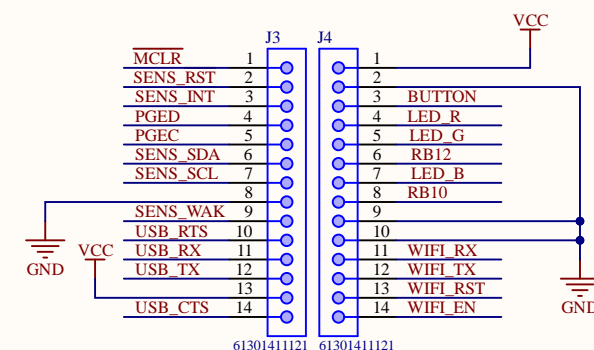 VCC
J3 J4
MCLR 1 1
SENS_RST 2 2
SENS_INT 3 3 BUTTON
PGED 4 4 LED_R
PGEC 5 5 LED_G
SENS_SDA 6 6 RB12
SENS_SCL 7 7 LED_B
8 8 RB10
SENS_WAK 9 9
USB_RTS 10 10
USB_RX 11 11 WIFI_RX
USB_TX 12 12 WIFI_TX
13 13 WIFI_RST
USB_CTS 14 14 WIFI_EN
VCC
GND
GND
61301411121 61301411121